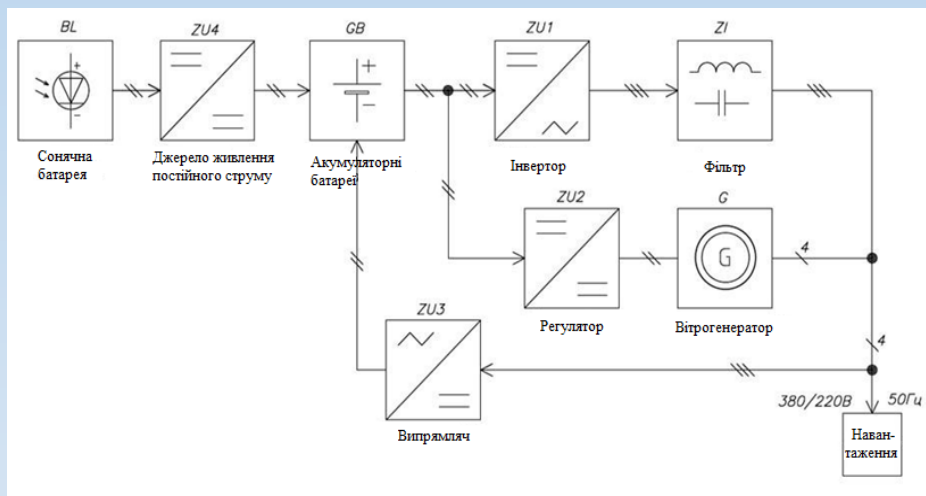 BL
ZU4
GB
ZU1
ZI
+
-
+
-
Сонячна
батарея
Джерело живлення
постійного струму
Акумуляторні
батареї
Інвертор
Фільтр
ZU2
G
G
4
Регулятор
Вітрогенератор
ZU3
4
Випрямляч
380/220В
50Гц
Наван-
таження